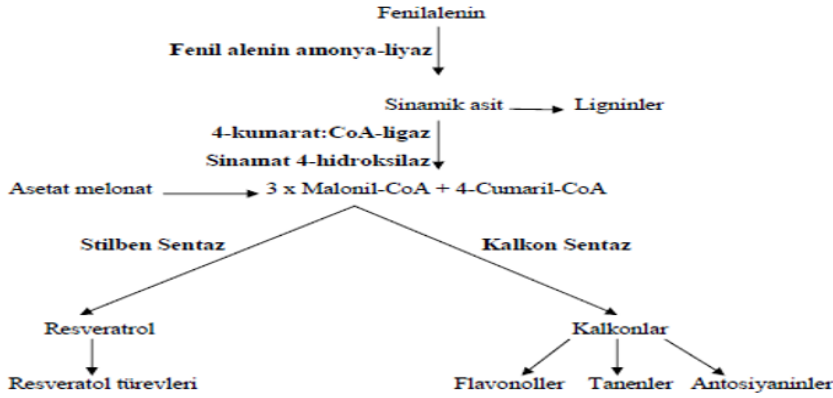 Fenilalenin
Fenil alenin amonya-liyaz
Sinamik asit
Ligninler
4-kumarat:CoA-ligaz
Sinamat 4-hidroksilaz
Asetat melonat
3 x Malonil-CoA + 4-Cumaril-CoA
Stilben Sentaz
Kalkon Sentaz
Resveratrol
Kalkonlar
Resveratol türevleri
Flavonoller
Tanenler
Antosiyaninler